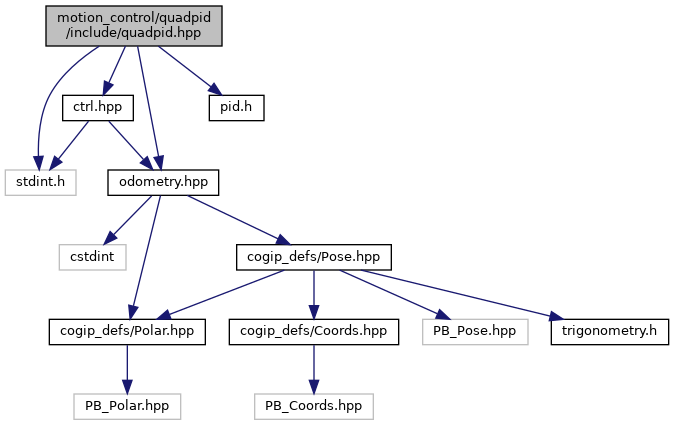 motion_control/quadpid
/include/quadpid.hpp
ctrl.hpp
pid.h
stdint.h
odometry.hpp
cstdint
cogip_defs/Pose.hpp
cogip_defs/Polar.hpp
cogip_defs/Coords.hpp
PB_Pose.hpp
trigonometry.h
PB_Polar.hpp
PB_Coords.hpp